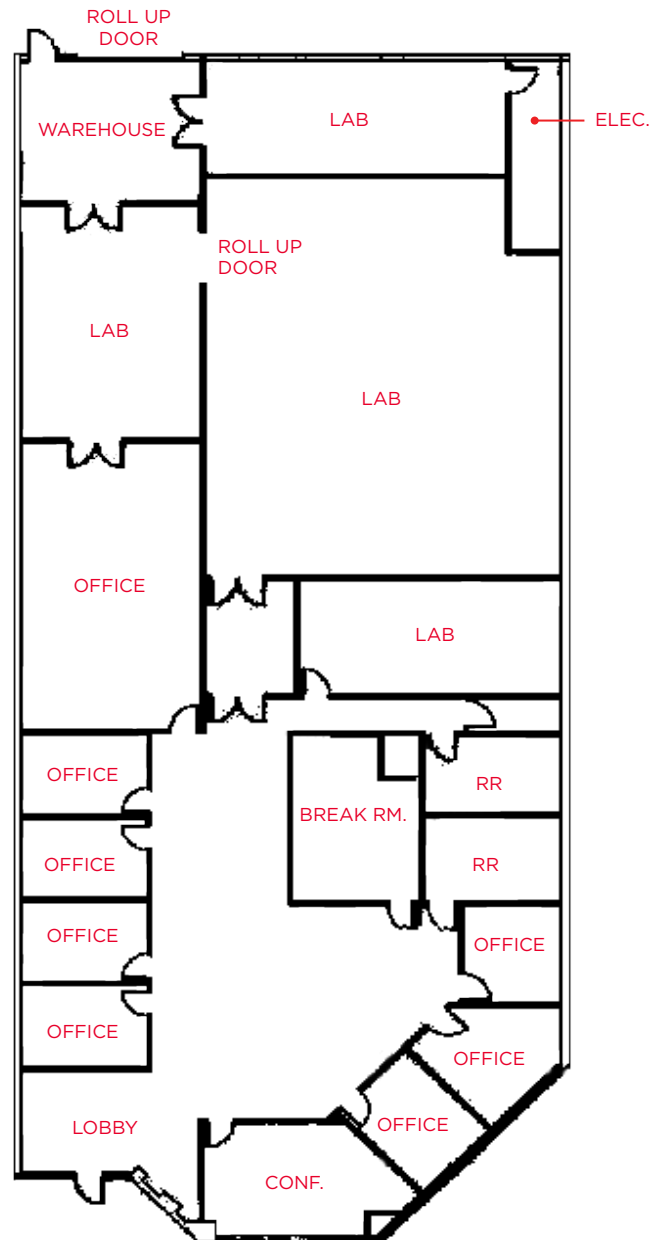 ROLL UP
DOOR
WAREHOUSE
LAB
ELEC.
ROLL UP
DOOR
LAB
LAB
OFFICE
LAB
OFFICE
RR
BREAK RM.
OFFICE
RR
OFFICE
OFFICE
OFFICE
OFFICE
LOBBY
OFFICE
CONF.